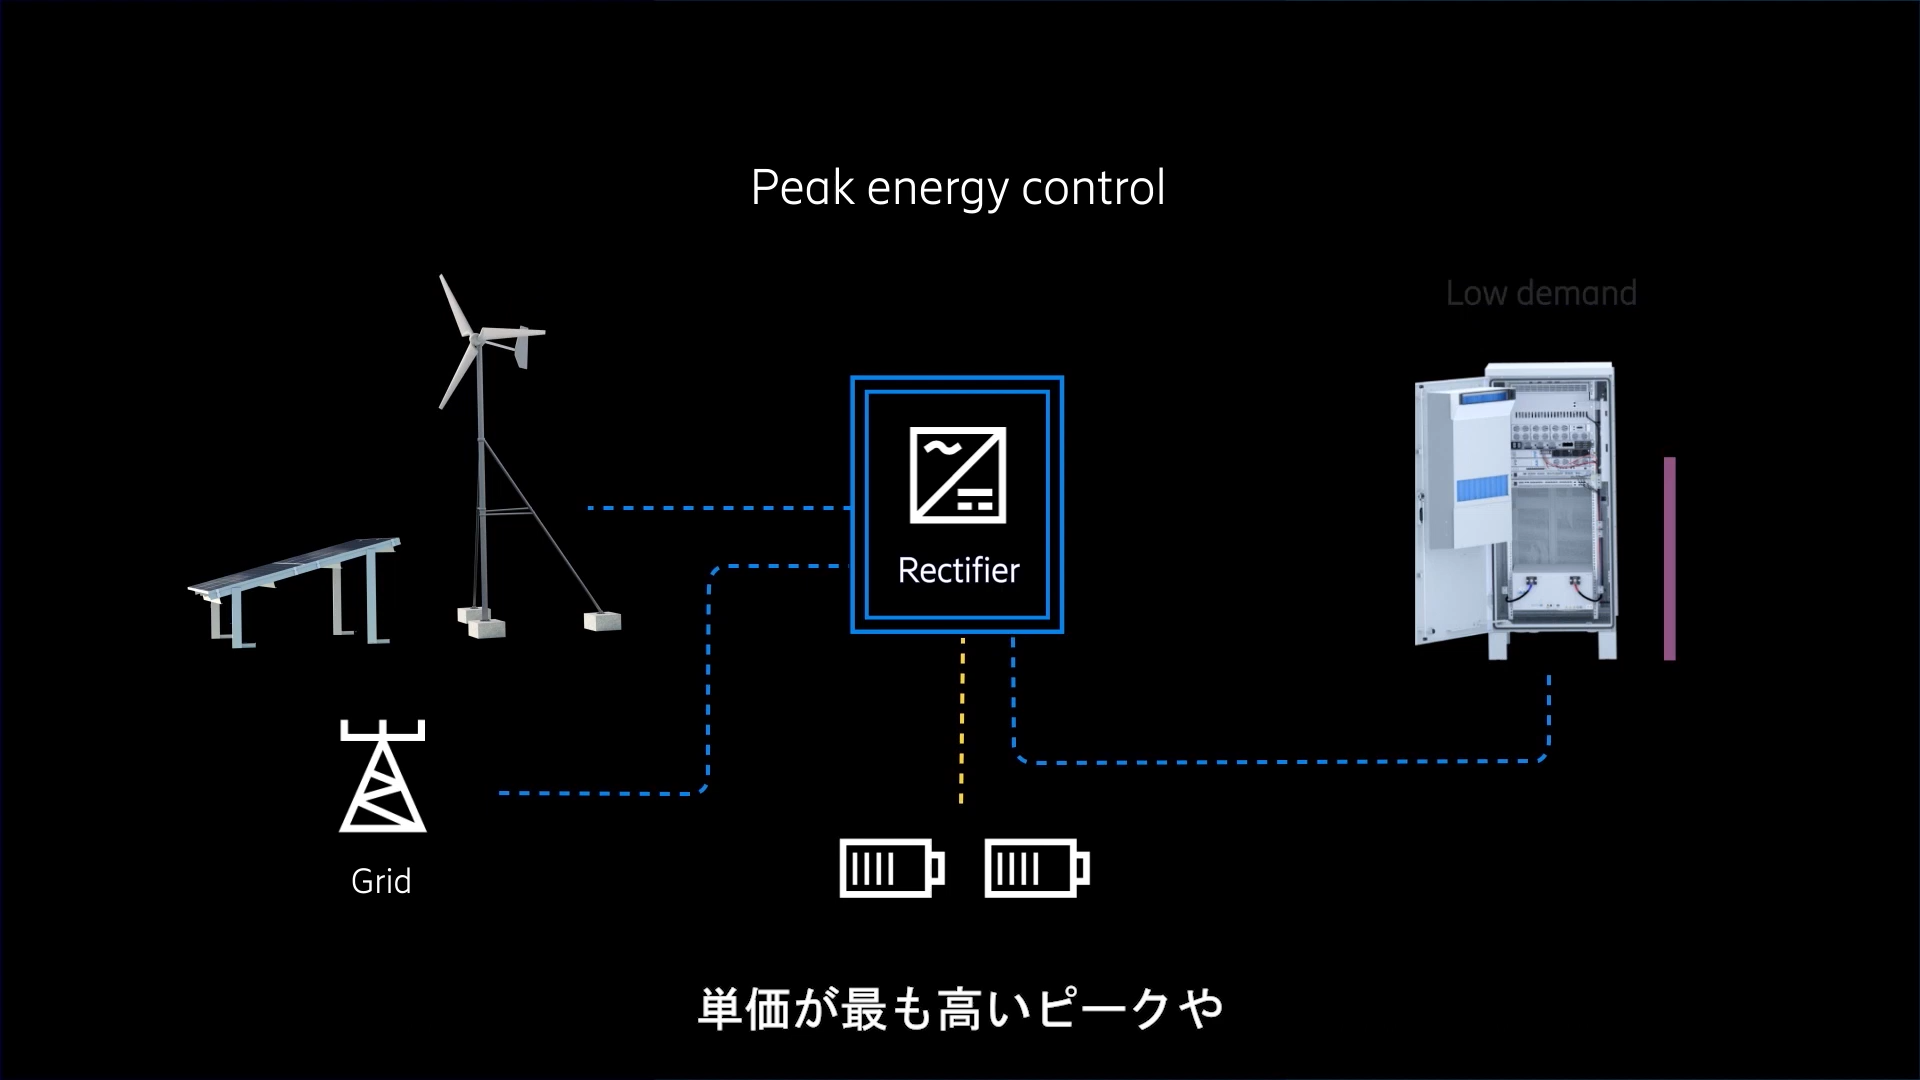 Peak energy control
Low demand
Rectifier
Grid
単価が最も高いピークや